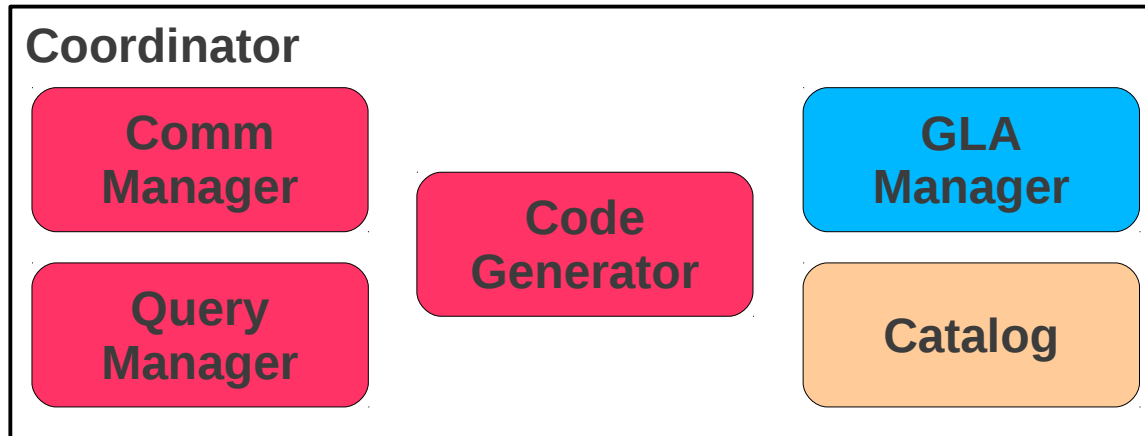 Coordinator
Comm
Manager
GLA
Manager
Code
Generator
Query
Manager
Catalog